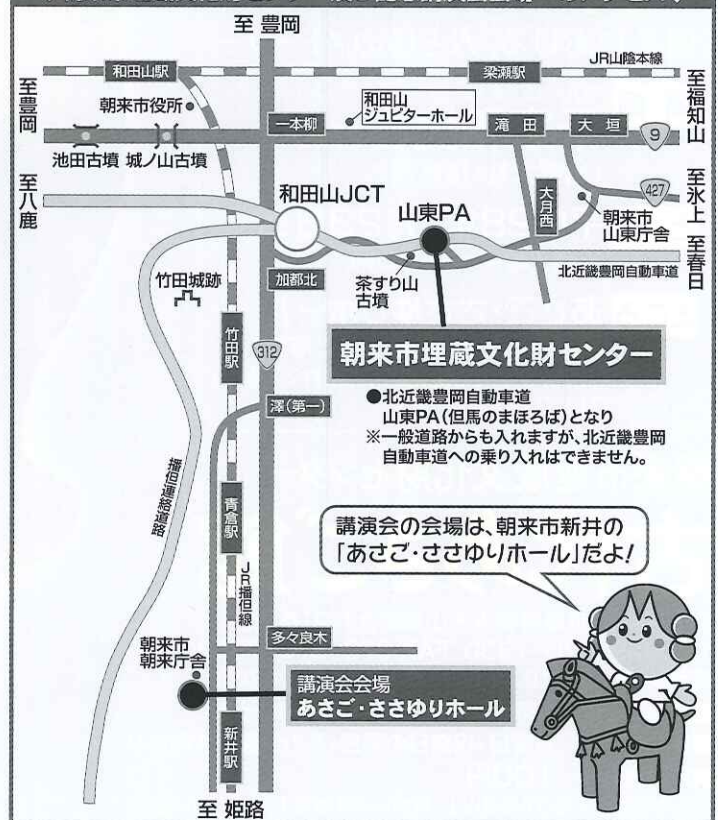 至 豊岡
JR山陰本線
和田山駅
梁瀬駅
至豊岡
至福知山
朝来市役所
和田山
ジュピターホール
一本柳
滝田
大垣
9
池田古墳
城ノ山古墳
427
至八鹿
至氷上
和田山JCT
山東PA
大月西
朝来市
山東庁舎
至春日
北近畿豊岡自動車道
加都北
茶すり山
古墳
竹田城跡
竹田駅
312
朝来市埋蔵文化財センター
●北近畿豊岡自動車道
山東PA(但馬のまほろば)となり
※一般道路からも入れますが、北近畿豊岡
自動車道への乗り入れはできません。
澤(第一)
播但連絡道路
青倉駅
講演会の会場は、朝来市新井の
「あさご・ささゆりホール」だよ!
JR播但線
多々良木
朝来市
朝来庁舎
講演会会場
あさご・ささゆりホール
新井駅
至 姫路